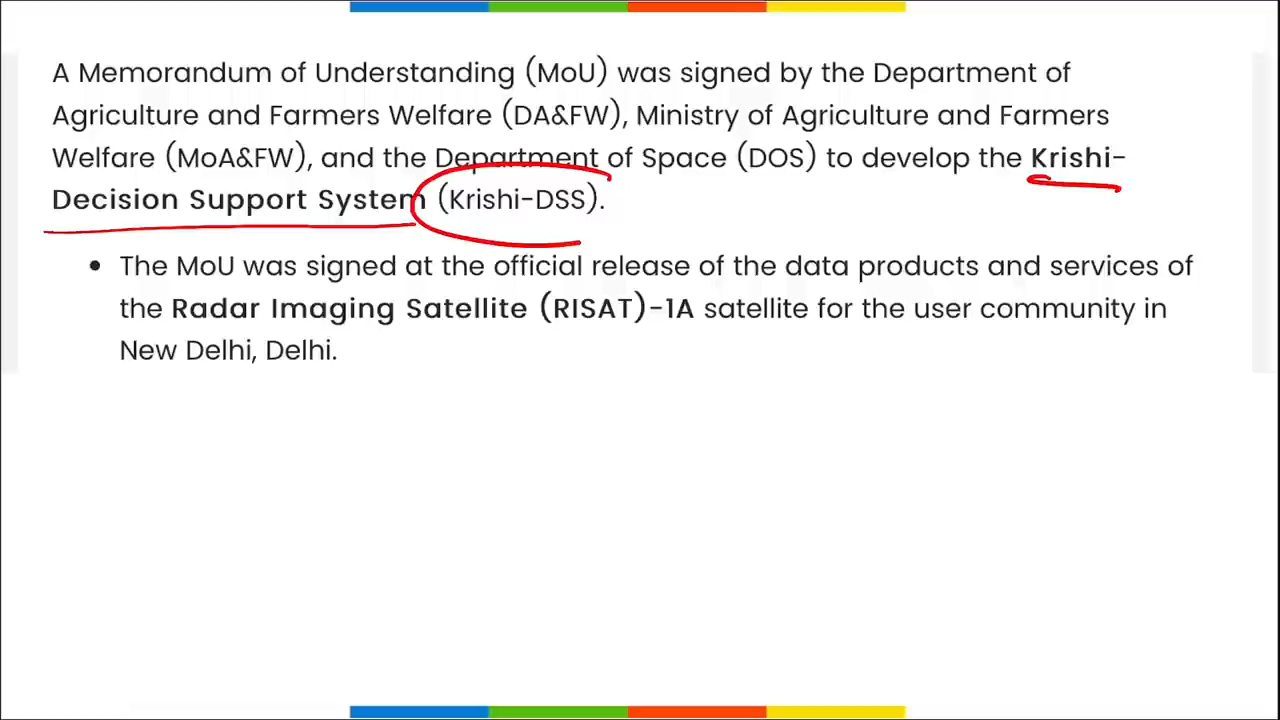 A Memorandum of Understanding (MoU) was signed by the Department of
Agriculture and Farmers Welfare (DA&FW), Ministry of Agriculture and Farmers
Welfare (MoA&FW), and the Department of Space (DOS) to develop the Krishi-
Decision Support System (Krishi-DSS).
• The MoU was signed at the official release of the data products and services of
the Radar Imaging Satellite (RISAT)-1A satellite for the user community in
New Delhi, Delhi.